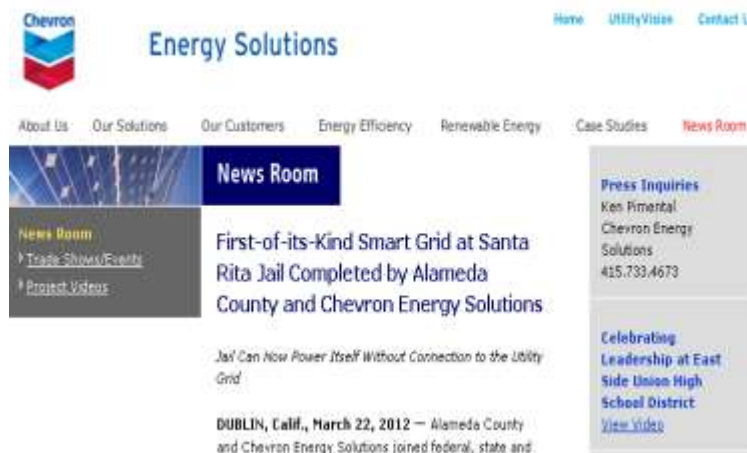 Chevron
Energy Solutions
Home UtilityVision Contact U
About Us Our Solutions Our Customers Energy Efficiency Renewable Energy Case Studies News Room
News Room
Trade Shows/Events
Project Videos
News Room
First-of-its-Kind Smart Grid at Santa
Rita Jail Completed by Alameda
County and Chevron Energy Solutions
Jail Can Now Power Itself Without Connection to the Utility
Grid
DUBLIN, Calif., March 22, 2012 — Alameda County
and Chevron Energy Solutions joined federal, state and
Press Inquiries
Ken Pimental
Chevron Energy
Solutions
415.733.4673
Celebrating
Leadership at East
Side Union High
School District
View Video